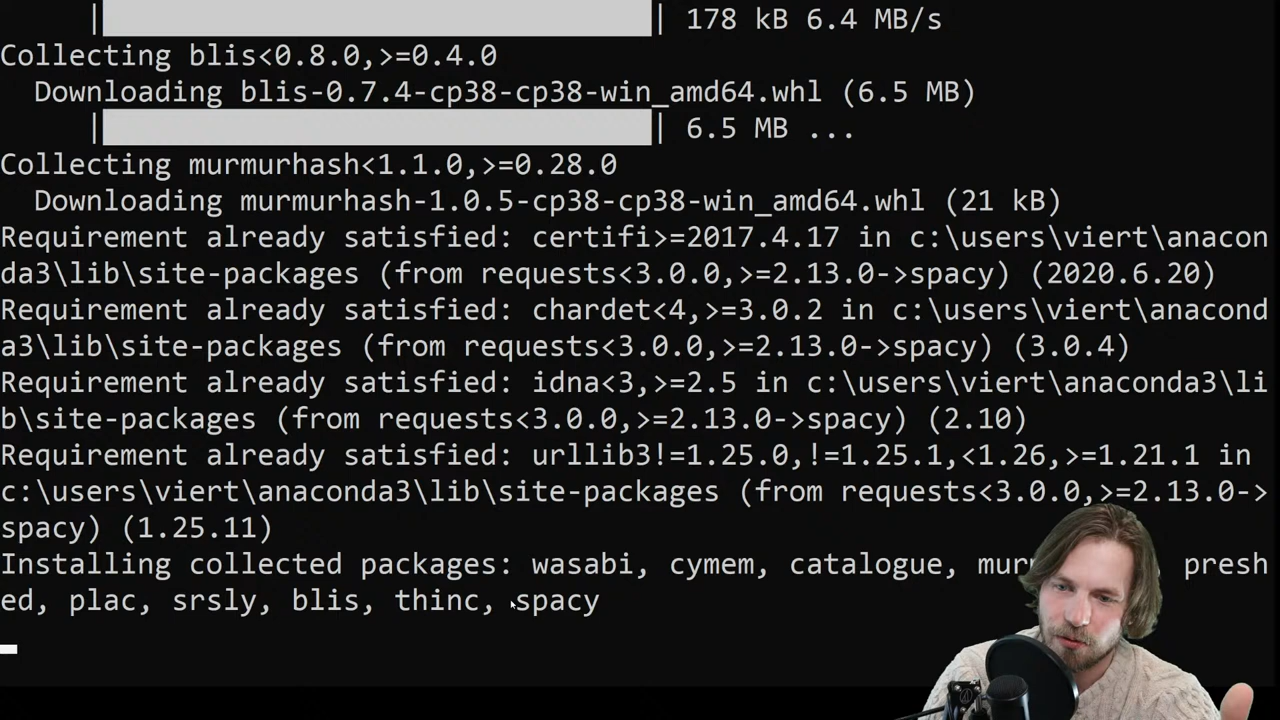 | | 178 kB 6.4 MB/s
Collecting blis<0.8.0,>=0.4.0
Downloading blis-0.7.4-cp38-cp38-win_amd64.whl (6.5 MB)
| | 6.5 MB ...
Collecting murmurhash<1.1.0,>=0.28.0
Downloading murmurhash-1.0.5-cp38-cp38-win_amd64.whl (21 kB)
Requirement already satisfied: certifi>=2017.4.17 in c:\users\viert\anacon
da3\lib\site-packages (from requests<3.0.0,>=2.13.0->spacy) (2020.6.20)
Requirement already satisfied: chardet<4,>=3.0.2 in c:\users\viert\anacond
a3\lib\site-packages (from requests<3.0.0,>=2.13.0->spacy) (3.0.4)
Requirement already satisfied: idna<3,>=2.5 in c:\users\viert\anaconda3\li
b\site-packages (from requests<3.0.0,>=2.13.0->spacy) (2.10)
Requirement already satisfied: urllib3!=1.25.0,!=1.25.1,<1.26,>=1.21.1 in
c:\users\viert\anaconda3\lib\site-packages (from requests<3.0.0,>=2.13.0->
spacy) (1.25.11)
Installing collected packages: wasabi, cymem, catalogue, presh
ed, plac, srsly, blis, thinc, spacy